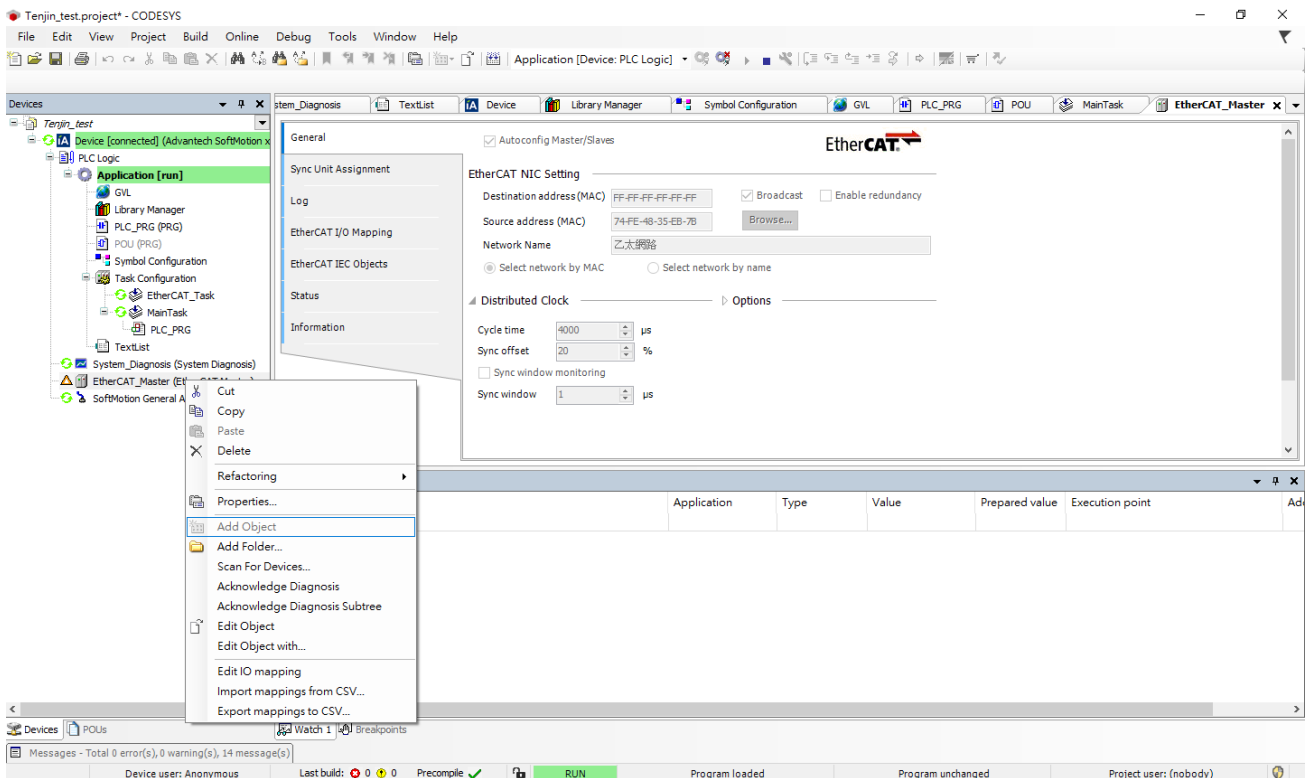 Tenjin_test.project* - CODESYS
File Edit View Project Build Online Debug Tools Window Help
Application [Device: PLC Logic]
Devices
stem_Diagnosis TextList Device Library Manager Symbol Configuration GVL PLC_PRG POU MainTask EtherCAT_Master
Tenjin_test
Device [connected] (Advantech SoftMotion x
PLC Logic
Application [run]
GVL
Library Manager
PLC_PRG (PRG)
POU (PRG)
Symbol Configuration
Task Configuration
EtherCAT_Task
MainTask
PLC_PRG
TextList
System_Diagnosis (System Diagnosis)
EtherCAT_Master
SoftMotion General A
General
Sync Unit Assignment
Log
EtherCAT I/O Mapping
EtherCAT IEC Objects
Status
Information
Autoconfig Master/Slaves
EtherCAT
EtherCAT NIC Setting
Destination address (MAC) FF-FF-FF-FF-FF-FF Broadcast Enable redundancy
Source address (MAC) 74-FE-48-35-EB-7B Browse...
Network Name 乙太網路
Select network by MAC Select network by name
Distributed Clock Options
Cycle time 4000 µs
Sync offset 20 %
Sync window monitoring
Sync window 1 µs
Cut
Copy
Paste
Delete
Refactoring
Properties...
Add Object
Add Folder...
Scan For Devices...
Acknowledge Diagnosis
Acknowledge Diagnosis Subtree
Edit Object
Edit Object with...
Edit IO mapping
Import mappings from CSV...
Export mappings to CSV...
Application Type Value Prepared value Execution point Ad
Devices POUs
Watch 1 Breakpoints
Messages - Total 0 error(s), 0 warning(s), 14 message(s)
Device user: Anonymous Last build: 0 0 Precompile RUN Program loaded Program unchanged Project user: (nobody)